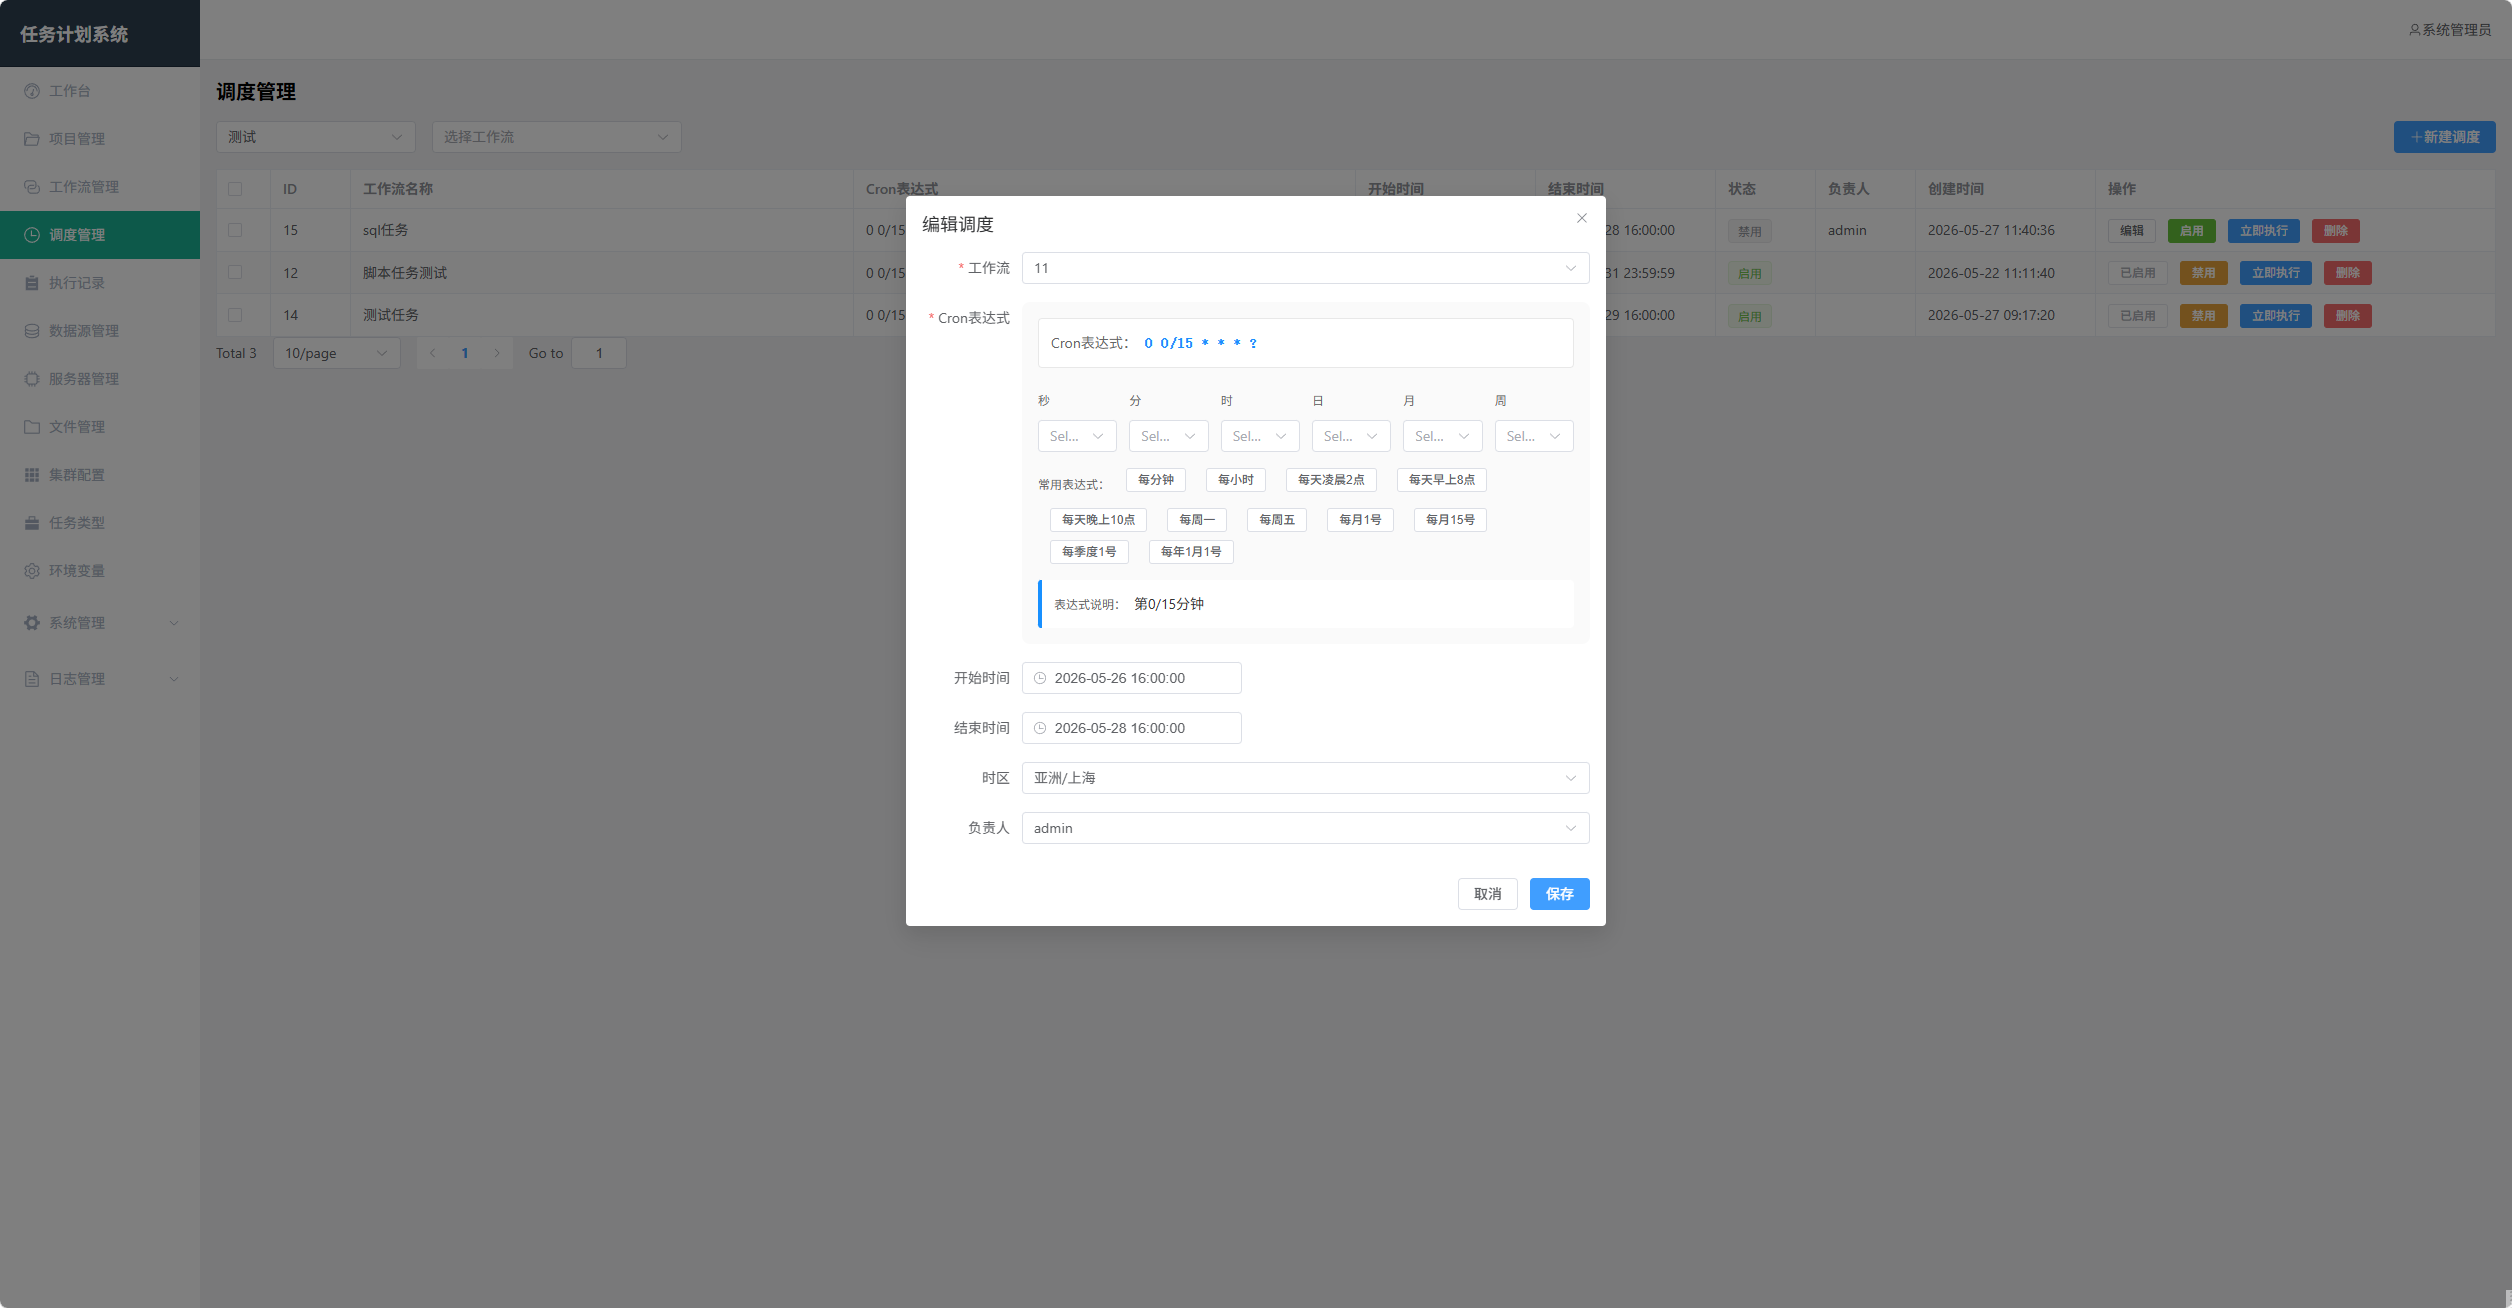 任务计划系统
系统管理员
工作台
项目管理
工作流管理
调度管理
执行记录
数据源管理
服务器管理
文件管理
集群配置
任务类型
环境变量
系统管理
日志管理
调度管理
测试 选择工作流 新建调度
ID 工作流名称 Cron表达式 开始时间 结束时间 状态 负责人 创建时间 操作
15 sql任务 0 0/15 28 16:00:00 禁用 admin 2026-05-27 11:40:36 编辑 启用 立即执行 删除
12 脚本任务测试 0 0/15 31 23:59:59 启用 2026-05-22 11:11:40 已启用 禁用 立即执行 删除
14 测试任务 0 0/15 29 16:00:00 启用 2026-05-27 09:17:20 已启用 禁用 立即执行 删除
Total 3 10/page 1 Go to 1
编辑调度
* 工作流 11
* Cron表达式
Cron表达式： 0 0/15 * * * ?
秒 分 时 日 月 周
Sel... Sel... Sel... Sel... Sel... Sel...
常用表达式： 每分钟 每小时 每天凌晨2点 每天早上8点
每天晚上10点 每周一 每周五 每月1号 每月15号
每季度1号 每年1月1号
表达式说明： 第0/15分钟
开始时间 2026-05-26 16:00:00
结束时间 2026-05-28 16:00:00
时区 亚洲/上海
负责人 admin
取消 保存